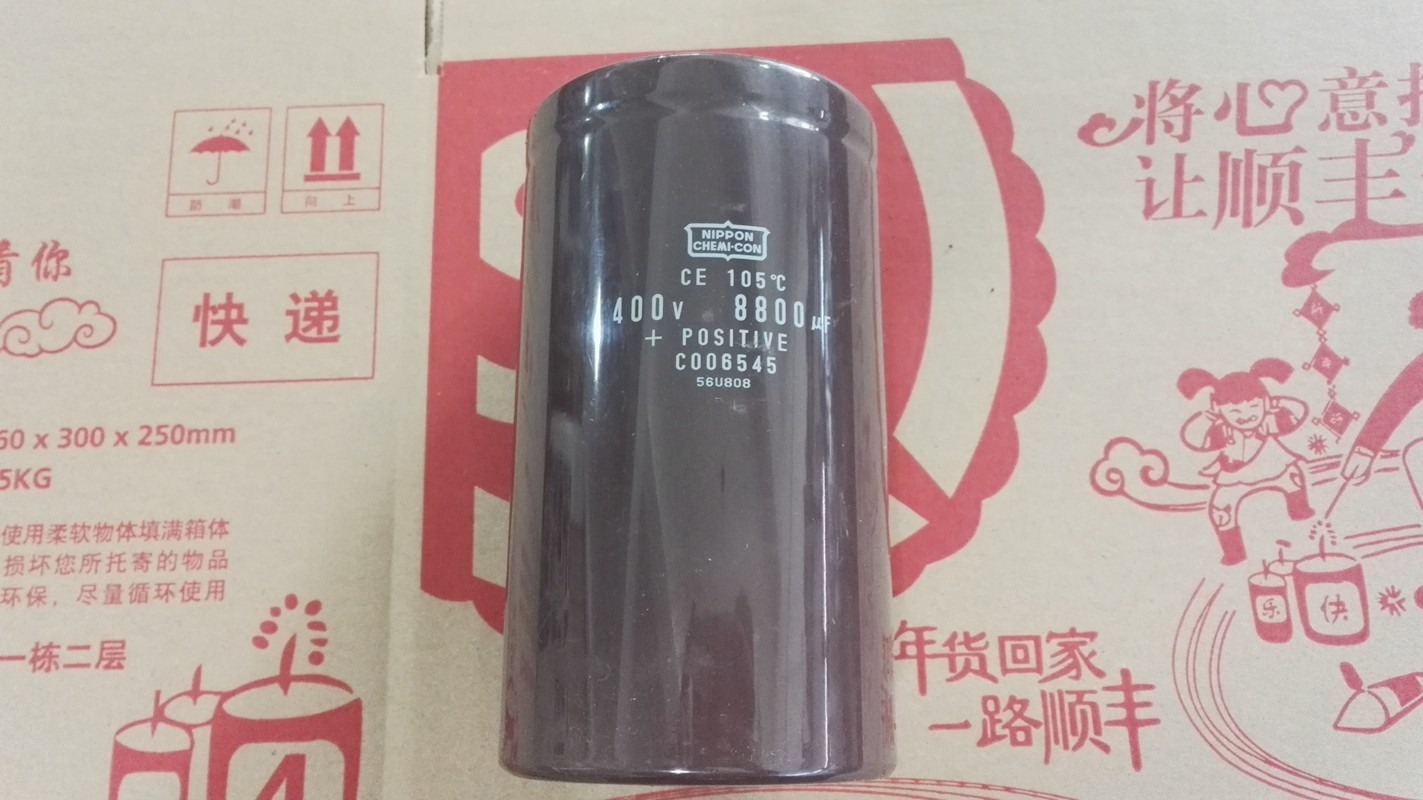 NIPPON
CHEMI-CON
CE 105℃
400V 8800μF
+ POSITIVE
C006545
56U808
防潮
向上
你
快递
60 x 300 x 250mm
5KG
使用柔软物体填满箱体
损坏您所托寄的物品
环保，尽量循环使用
一栋二层
将心意
让顺丰
乐
快
年货回家
一路顺丰